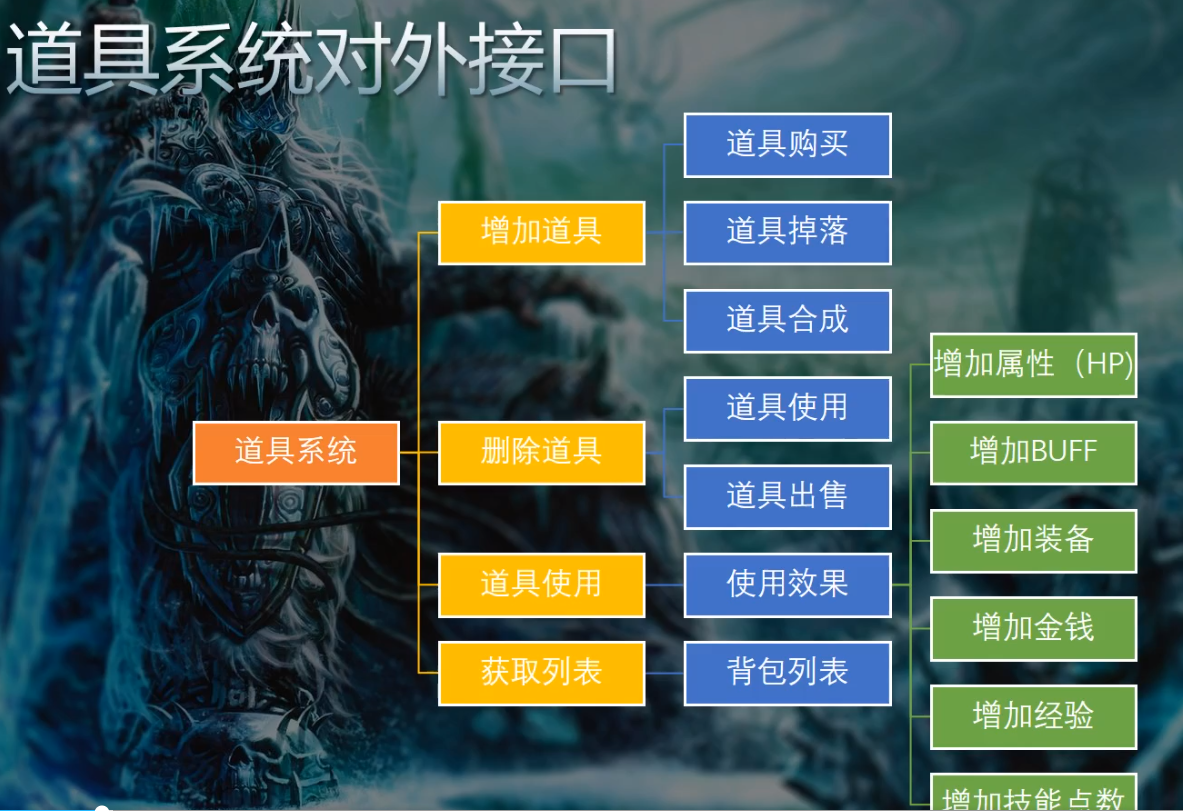 道具系统对外接口
道具购买
增加道具
道具掉落
道具合成
增加属性（HP)
道具使用
道具系统
删除道具
增加BUFF
道具出售
增加装备
道具使用
使用效果
增加金钱
获取列表
背包列表
增加经验
增加技能点数